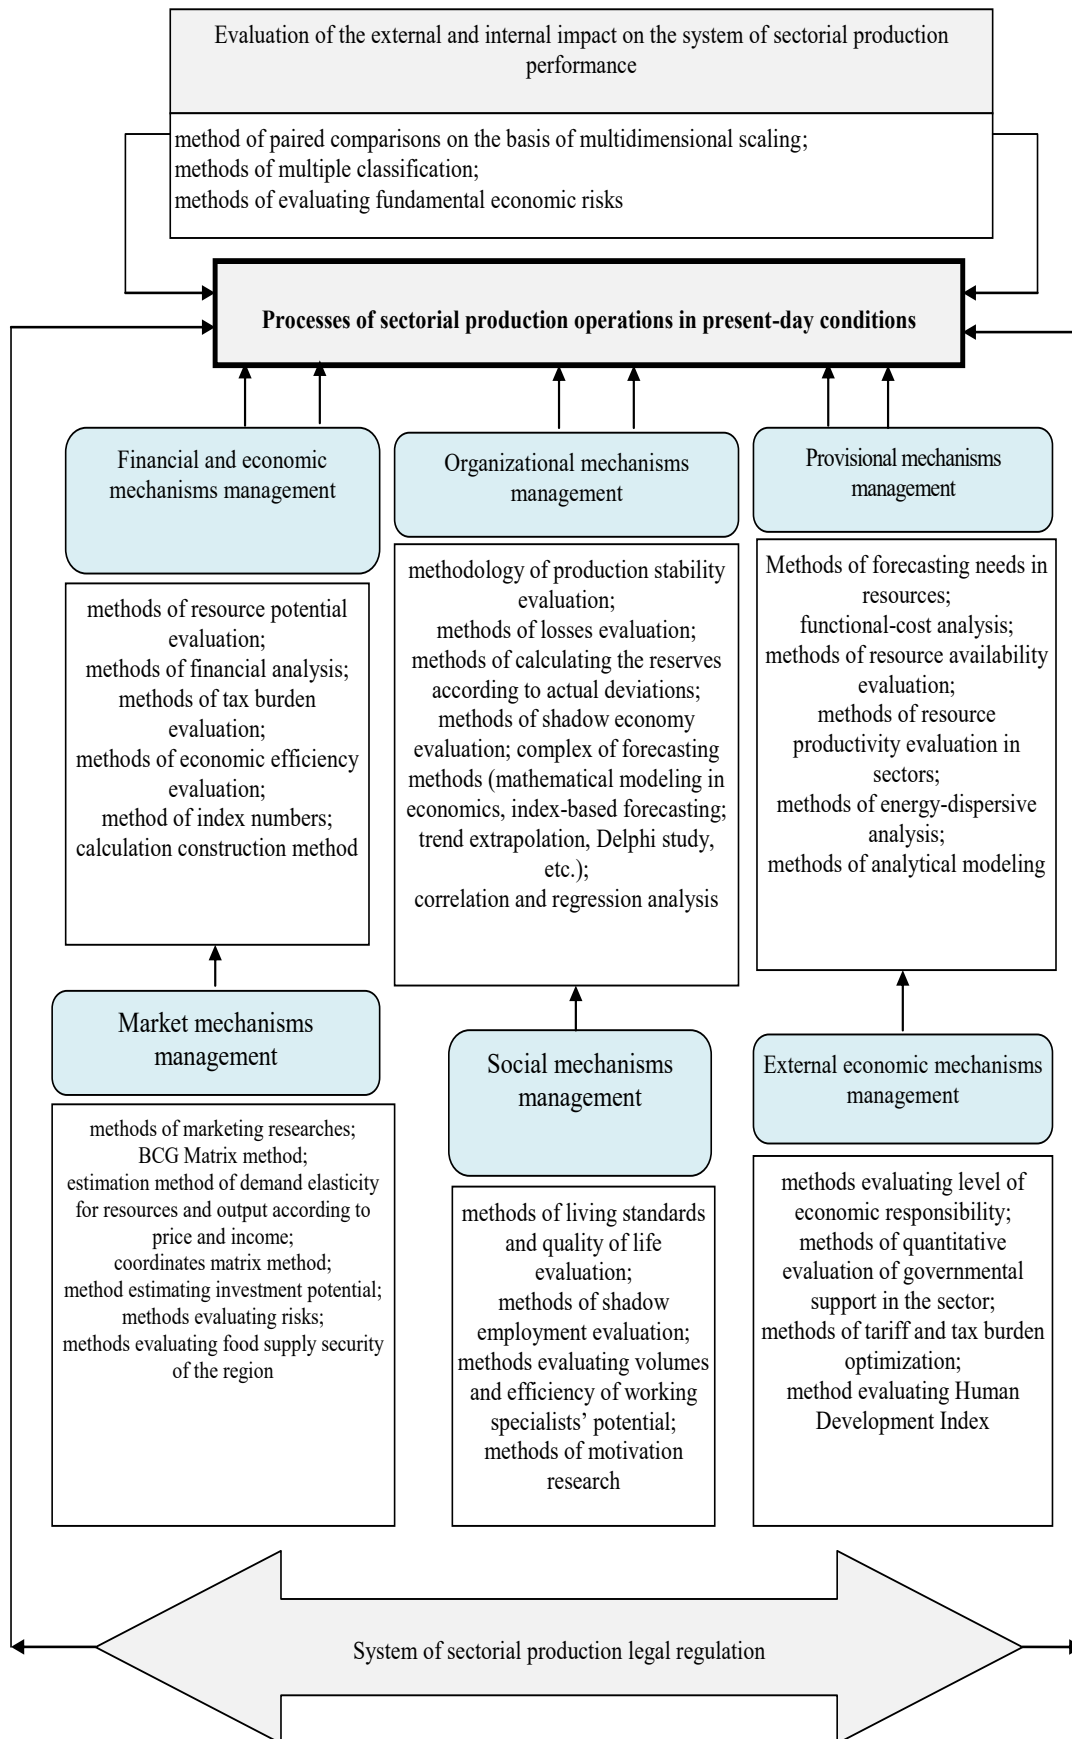 Evaluation of the external and internal impact on the system of sectorial production
performance
method of paired comparisons on the basis of multidimensional scaling;
methods of multiple classification;
methods of evaluating fundamental economic risks
Processes of sectorial production operations in present-day conditions
Financial and economic
mechanisms management
Organizational mechanisms
management
Provisional mechanisms
management
methods of resource potential
evaluation;
methods of financial analysis;
methods of tax burden
evaluation;
methods of economic efficiency
evaluation;
method of index numbers;
calculation construction method
methodology of production stability
evaluation;
methods of losses evaluation;
methods of calculating the reserves
according to actual deviations;
methods of shadow economy
evaluation; complex of forecasting
methods (mathematical modeling in
economics, index-based forecasting;
trend extrapolation, Delphi study,
etc.);
correlation and regression analysis
Methods of forecasting needs in
resources;
functional-cost analysis;
methods of resource availability
evaluation;
methods of resource
productivity evaluation in
sectors;
methods of energy-dispersive
analysis;
methods of analytical modeling
Market mechanisms
management
Social mechanisms
management
External economic mechanisms
management
methods of marketing researches;
BCG Matrix method;
estimation method of demand elasticity
for resources and output according to
price and income;
coordinates matrix method;
method estimating investment potential;
methods evaluating risks;
methods evaluating food supply security
of the region
methods of living standards
and quality of life
evaluation;
methods of shadow
employment evaluation;
methods evaluating volumes
and efficiency of working
specialists’ potential;
methods of motivation
research
methods evaluating level of
economic responsibility;
methods of quantitative
evaluation of governmental
support in the sector;
methods of tariff and tax burden
optimization;
method evaluating Human
Development Index
System of sectorial production legal regulation